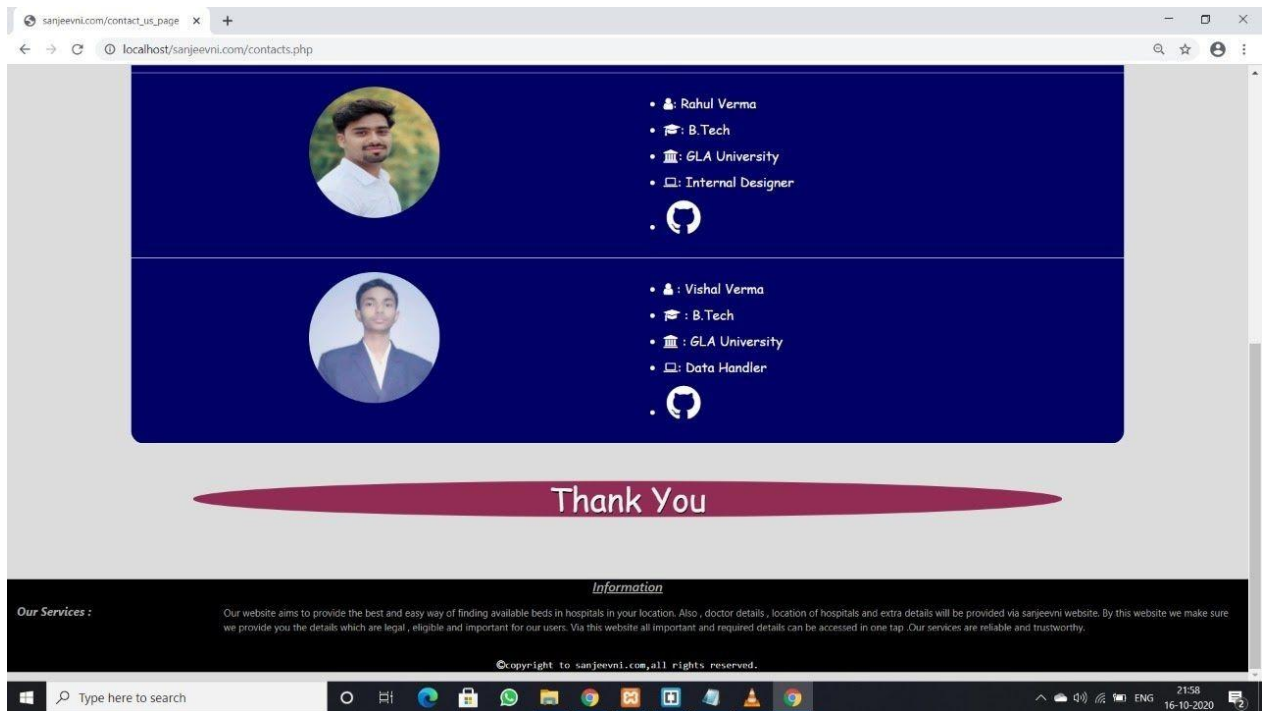 sanjeevni.com/contact_us_page
localhost/sanjeevni.com/contacts.php
: Rahul Verma
: B.Tech
: GLA University
: Internal Designer
: Vishal Verma
: B.Tech
: GLA University
: Data Handler
Thank You
Information
Our Services :
Our website aims to provide the best and easy way of finding available beds in hospitals in your location. Also , doctor details , location of hospitals and extra details will be provided via sanjeevni website. By this website we make sure
we provide you the details which are legal , eligible and important for our users. Via this website all important and required details can be accessed in one tap .Our services are reliable and trustworthy.
©copyright to sanjeevni.com,all rights reserved.
Type here to search
ENG
21:58
16-10-2020
2